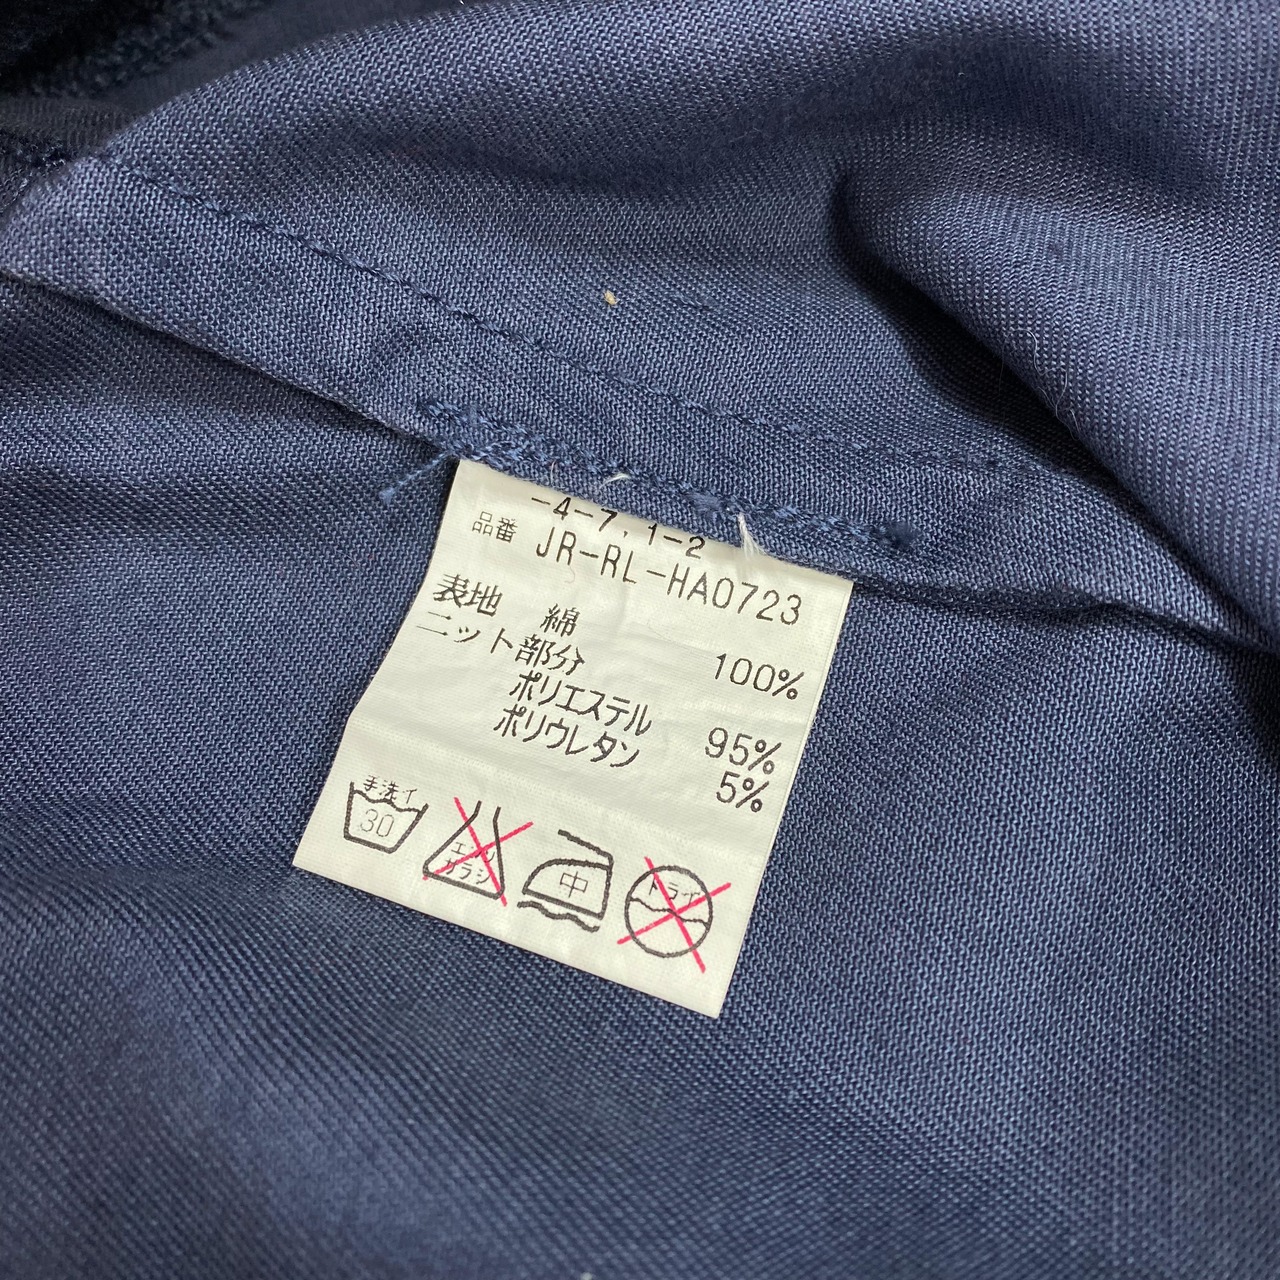 -4-7,1-2
品番 JR-RL-HA0723
表地 綿 100%
ニット部分
ポリエステル 95%
ポリウレタン 5%
手洗イ
30
エンソ
サラシ
中
ドライ